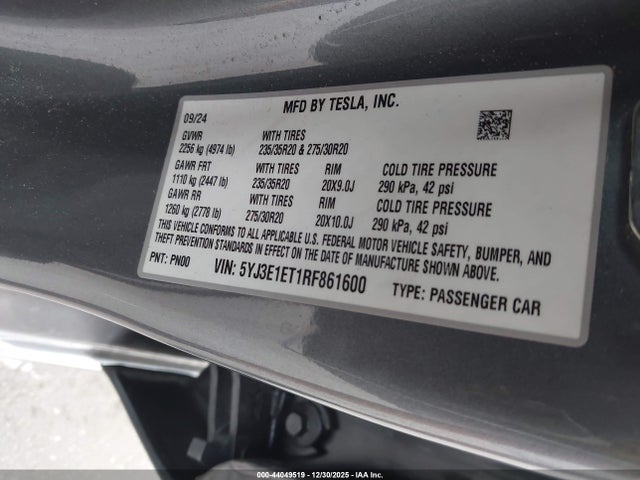 MFD BY TESLA, INC.
09/24
GVWR WITH TIRES
2256 kg (4974 lb) 235/35R20 & 275/30R20
GAWR FRT WITH TIRES RIM COLD TIRE PRESSURE
1110 kg (2447 lb) 235/35R20 20X9.0J 290 kPa, 42 psi
GAWR RR WITH TIRES RIM COLD TIRE PRESSURE
1260 kg (2778 lb) 275/30R20 20X10.0J 290 kPa, 42 psi
THIS VEHICLE CONFORMS TO ALL APPLICABLE U.S. FEDERAL MOTOR VEHICLE SAFETY, BUMPER, AND
THEFT PREVENTION STANDARDS IN EFFECT ON THE DATE OF MANUFACTURE SHOWN ABOVE.
PNT: PN00 VIN: 5YJ3E1ET1RF861600 TYPE: PASSENGER CAR
000-44049519 - 12/30/2025 - IAA Inc.